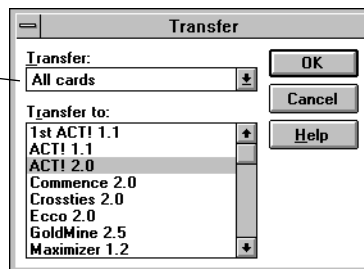 Transfer
Transfer:
All cards
OK
Cancel
Help
Transfer to:
1st ACT! 1.1
ACT! 1.1
ACT! 2.0
Commence 2.0
Crossties 2.0
Ecco 2.0
GoldMine 2.5
Maximizer 1.2